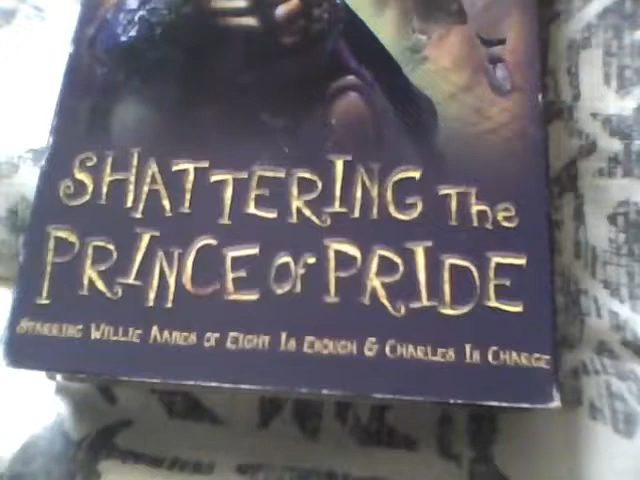 SHATTERING The
PRINCE OF PRIDE
STARRING WILLIE AAMES OF EIGHT IS ENOUGH & CHARLES IN CHARGE